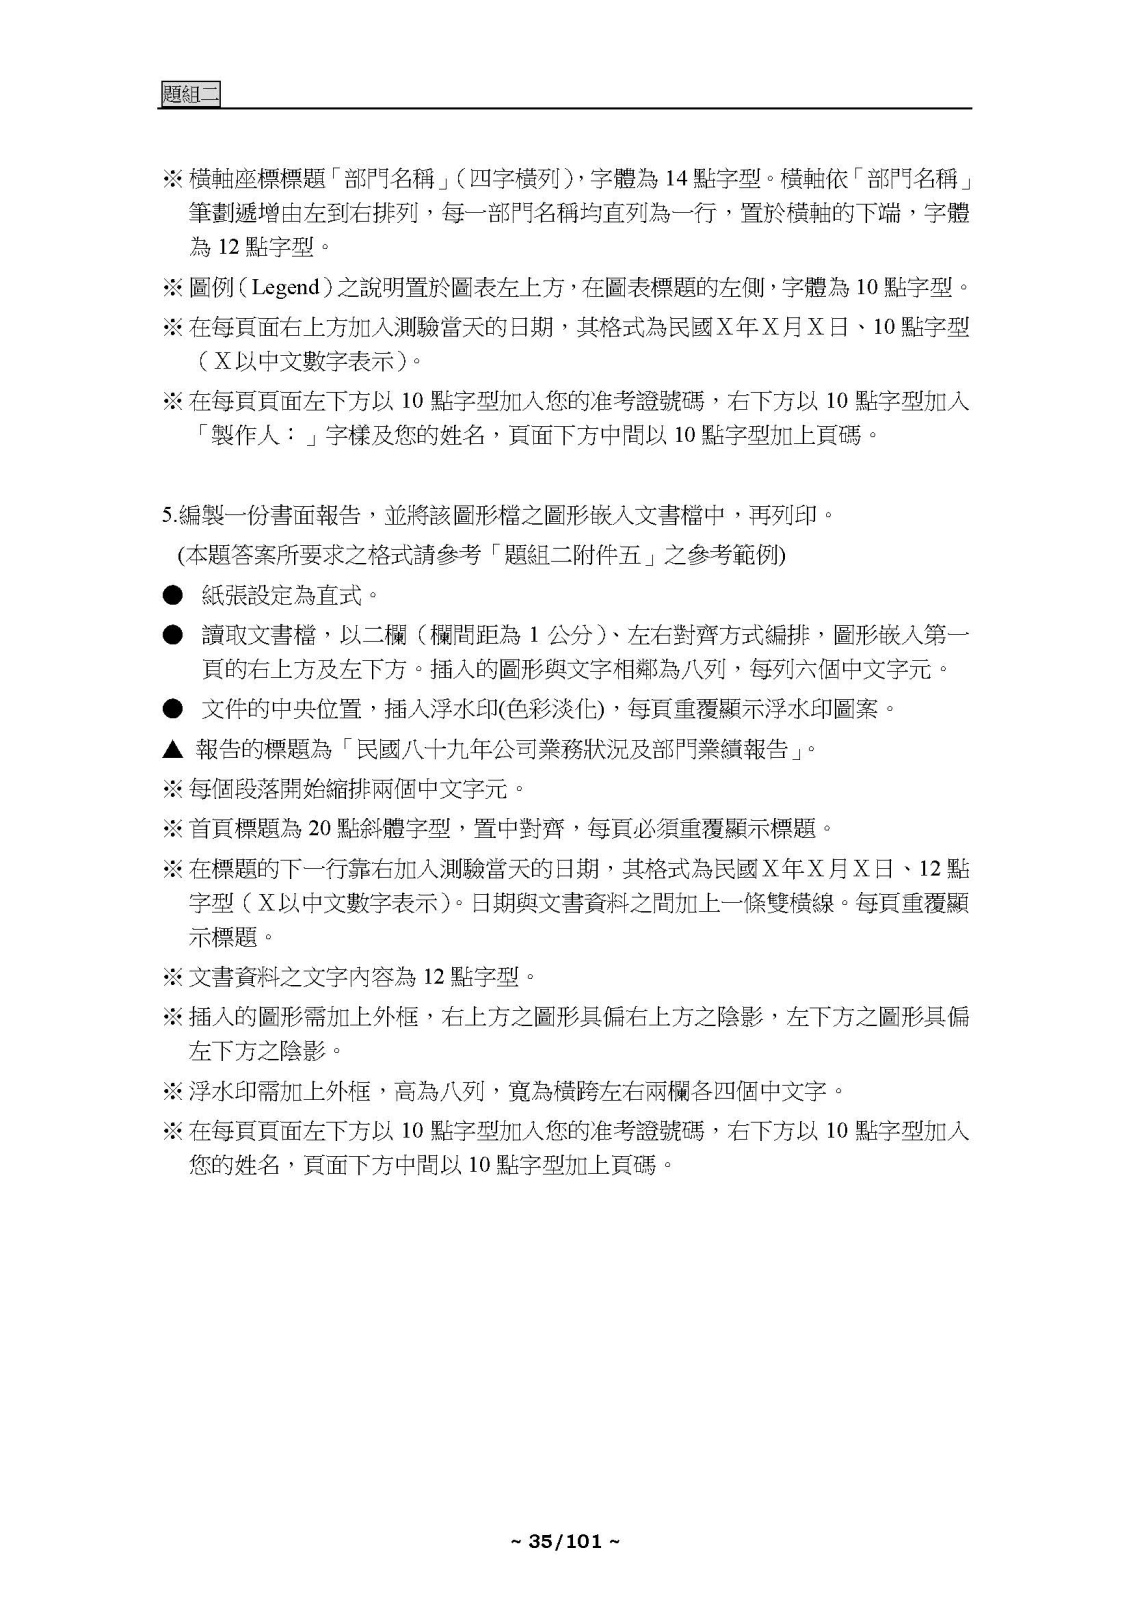 題組二
※ 橫軸座標標題「部門名稱」（四字橫列），字體為 14 點字型。橫軸依「部門名稱」
筆劃遞增由左到右排列，每一部門名稱均直列為一行，置於橫軸的下端，字體
為 12 點字型。
※ 圖例（Legend）之說明置於圖表左上方，在圖表標題的左側，字體為 10 點字型。
※ 在每頁面右上方加入測驗當天的日期，其格式為民國Ｘ年Ｘ月Ｘ日、10 點字型
（Ｘ以中文數字表示）。
※ 在每頁頁面左下方以 10 點字型加入您的准考證號碼，右下方以 10 點字型加入
「製作人：」字樣及您的姓名，頁面下方中間以 10 點字型加上頁碼。
5.編製一份書面報告，並將該圖形檔之圖形嵌入文書檔中，再列印。
(本題答案所要求之格式請參考「題組二附件五」之參考範例)
● 紙張設定為直式。
● 讀取文書檔，以二欄（欄間距為 1 公分）、左右對齊方式編排，圖形嵌入第一
頁的右上方及左下方。插入的圖形與文字相鄰為八列，每列六個中文字元。
● 文件的中央位置，插入浮水印(色彩淡化)，每頁重覆顯示浮水印圖案。
▲ 報告的標題為「民國八十九年公司業務狀況及部門業績報告」。
※ 每個段落開始縮排兩個中文字元。
※ 首頁標題為 20 點斜體字型，置中對齊，每頁必須重覆顯示標題。
※ 在標題的下一行靠右加入測驗當天的日期，其格式為民國Ｘ年Ｘ月Ｘ日、12 點
字型（Ｘ以中文數字表示）。日期與文書資料之間加上一條雙橫線。每頁重覆顯
示標題。
※ 文書資料之文字內容為 12 點字型。
※ 插入的圖形需加上外框，右上方之圖形具偏右上方之陰影，左下方之圖形具偏
左下方之陰影。
※ 浮水印需加上外框，高為八列，寬為橫跨左右兩欄各四個中文字。
※ 在每頁頁面左下方以 10 點字型加入您的准考證號碼，右下方以 10 點字型加入
您的姓名，頁面下方中間以 10 點字型加上頁碼。
~ 35/101 ~